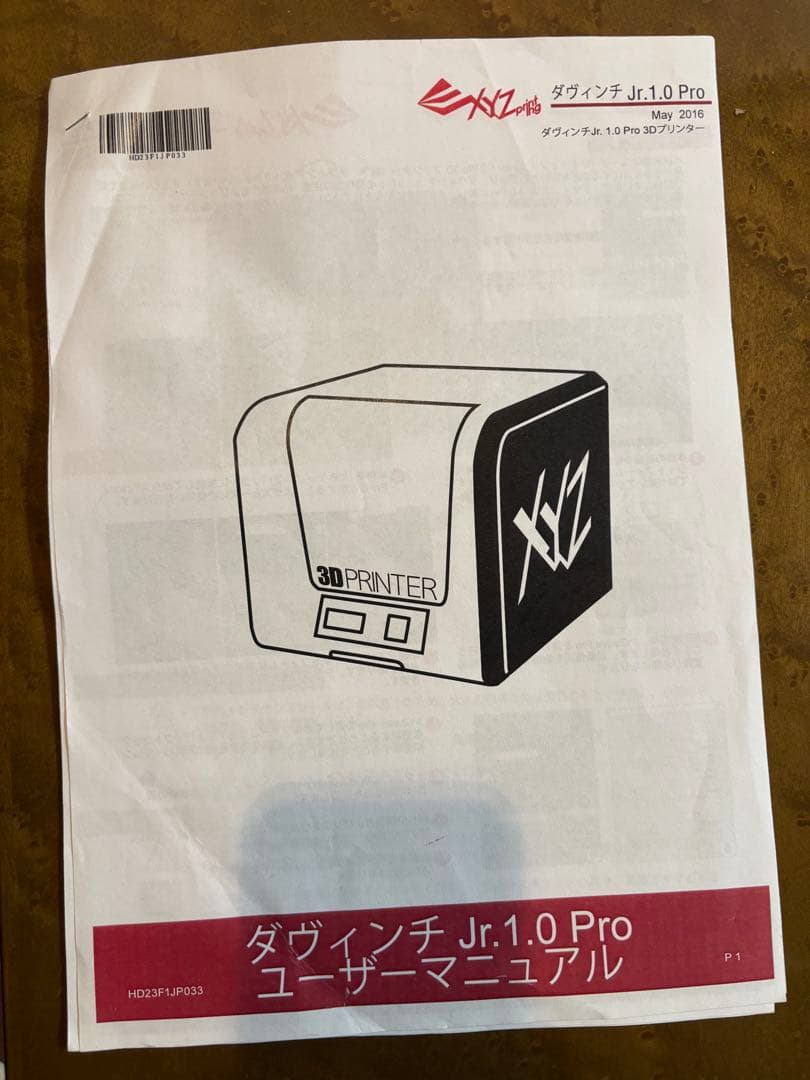 HD23F1JP033
XYZprinting
ダヴィンチ Jr.1.0 Pro
May 2016
ダヴィンチJr. 1.0 Pro 3Dプリンター
XYZ
3DPRINTER
ダヴィンチ Jr.1.0 Pro
ユーザーマニュアル
HD23F1JP033
P 1